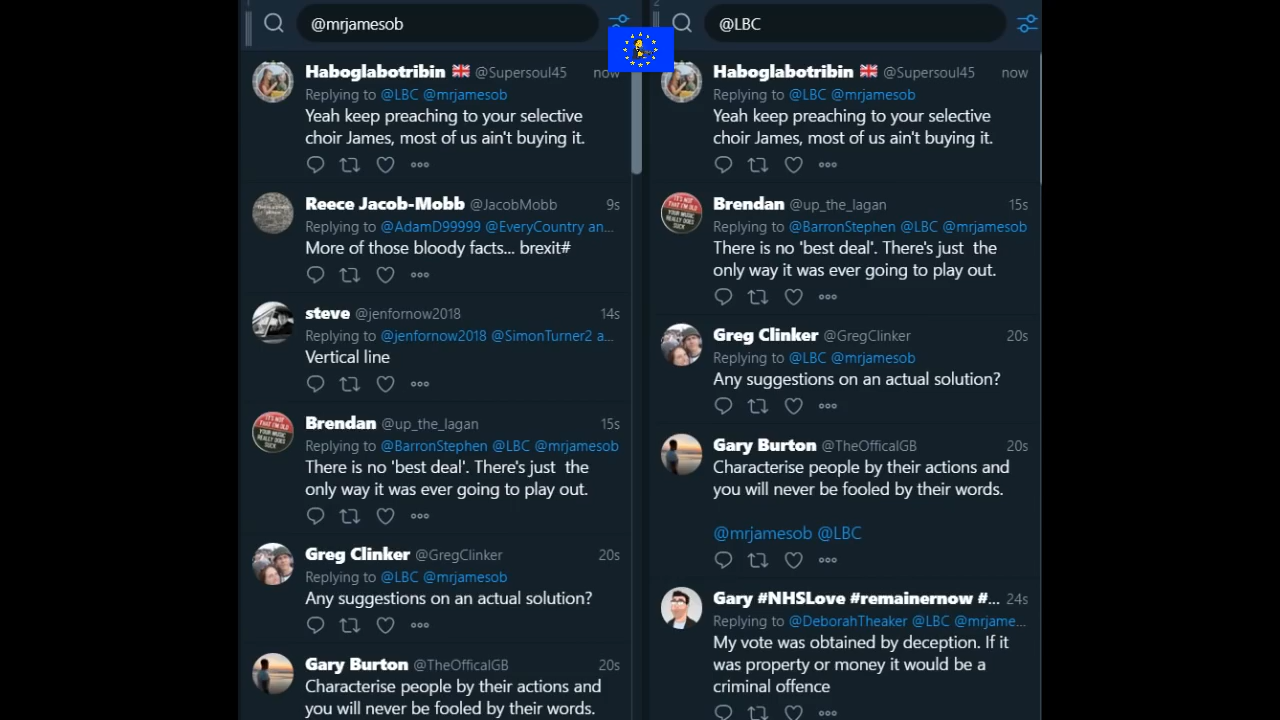 @mrjamesob
Haboglabotribin 🇬🇧 @Supersoul45 now
Replying to @LBC @mrjamesob
Yeah keep preaching to your selective
choir James, most of us ain't buying it.
Reece Jacob-Mobb @JacobMobb 9s
Replying to @AdamD99999 @EveryCountry an...
More of those bloody facts... brexit#
steve @jenfornow2018 14s
Replying to @jenfornow2018 @SimonTurner2 a...
Vertical line
Brendan @up_the_lagan 15s
Replying to @BarronStephen @LBC @mrjamesob
There is no 'best deal'. There's just the
only way it was ever going to play out.
Greg Clinker @GregClinker 20s
Replying to @LBC @mrjamesob
Any suggestions on an actual solution?
Gary Burton @TheOfficalGB 20s
Characterise people by their actions and
you will never be fooled by their words.
2
@LBC
Haboglabotribin 🇬🇧 @Supersoul45 now
Replying to @LBC @mrjamesob
Yeah keep preaching to your selective
choir James, most of us ain't buying it.
Brendan @up_the_lagan 15s
Replying to @BarronStephen @LBC @mrjamesob
There is no 'best deal'. There's just the
only way it was ever going to play out.
Greg Clinker @GregClinker 20s
Replying to @LBC @mrjamesob
Any suggestions on an actual solution?
Gary Burton @TheOfficalGB 20s
Characterise people by their actions and
you will never be fooled by their words.
@mrjamesob @LBC
Gary #NHSLove #remainernow #... 24s
Replying to @DeborahTheaker @LBC @mrjame...
My vote was obtained by deception. If it
was property or money it would be a
criminal offence